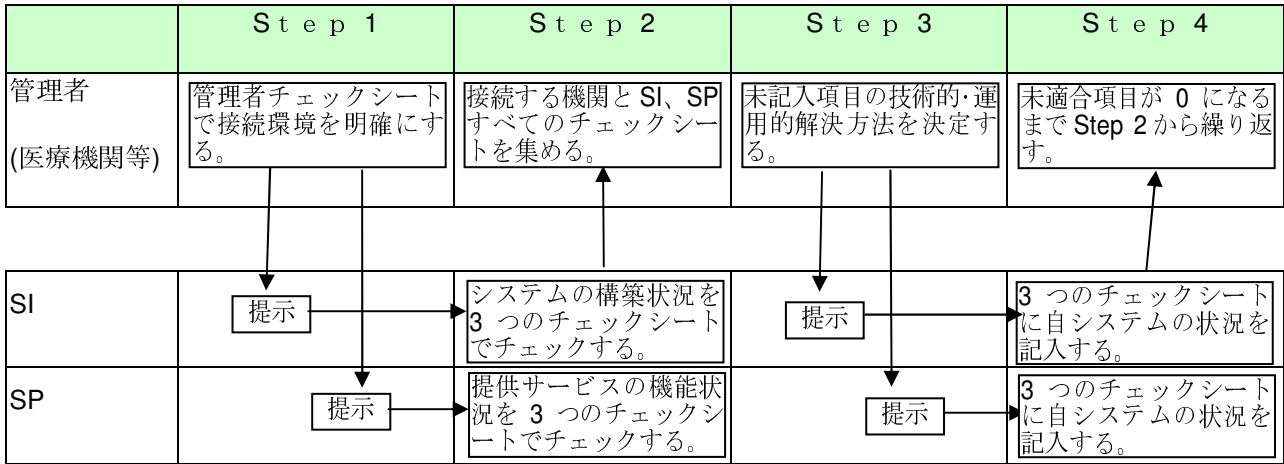 Step 1 Step 2 Step 3 Step 4
管理者
(医療機関等)
管理者チェックシート
で接続環境を明確にす
る。
接続する機関と SI、SP
すべてのチェックシー
トを集める。
未記入項目の技術的･運
用的解決方法を決定す
る。
未適合項目が 0 になる
まで Step 2 から繰り返
す。
SI
提示
システムの構築状況を
3 つのチェックシート
でチェックする。
提示
3 つのチェックシート
に自システムの状況を
記入する。
SP
提示
提供サービスの機能状
況を 3 つのチェックシ
ートでチェックする。
提示
3 つのチェックシート
に自システムの状況を
記入する。